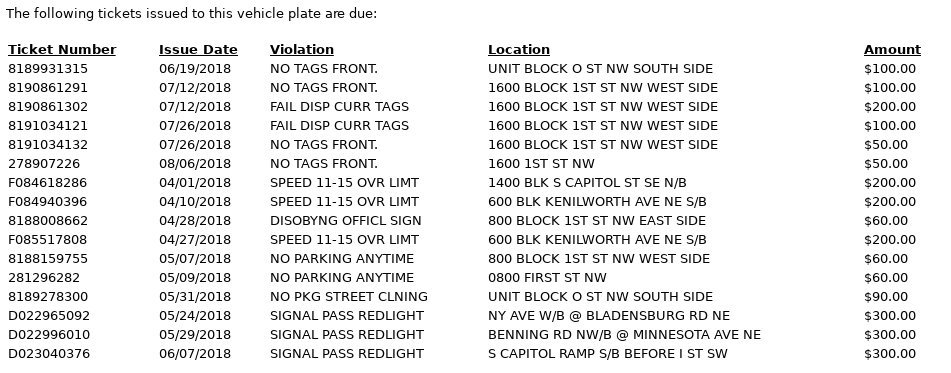 The following tickets issued to this vehicle plate are due:
Ticket Number Issue Date Violation Location Amount
8189931315 06/19/2018 NO TAGS FRONT. UNIT BLOCK O ST NW SOUTH SIDE $100.00
8190861291 07/12/2018 NO TAGS FRONT. 1600 BLOCK 1ST ST NW WEST SIDE $100.00
8190861302 07/12/2018 FAIL DISP CURR TAGS 1600 BLOCK 1ST ST NW WEST SIDE $200.00
8191034121 07/26/2018 FAIL DISP CURR TAGS 1600 BLOCK 1ST ST NW WEST SIDE $100.00
8191034132 07/26/2018 NO TAGS FRONT. 1600 BLOCK 1ST ST NW WEST SIDE $50.00
278907226 08/06/2018 NO TAGS FRONT. 1600 1ST ST NW $50.00
F084618286 04/01/2018 SPEED 11-15 OVR LIMT 1400 BLK S CAPITOL ST SE N/B $200.00
F084940396 04/10/2018 SPEED 11-15 OVR LIMT 600 BLK KENILWORTH AVE NE S/B $200.00
8188008662 04/28/2018 DISOBYNG OFFICL SIGN 800 BLOCK 1ST ST NW EAST SIDE $60.00
F085517808 04/27/2018 SPEED 11-15 OVR LIMT 600 BLK KENILWORTH AVE NE S/B $200.00
8188159755 05/07/2018 NO PARKING ANYTIME 800 BLOCK 1ST ST NW WEST SIDE $60.00
281296282 05/09/2018 NO PARKING ANYTIME 0800 FIRST ST NW $60.00
8189278300 05/31/2018 NO PKG STREET CLNING UNIT BLOCK O ST NW SOUTH SIDE $90.00
D022965092 05/24/2018 SIGNAL PASS REDLIGHT NY AVE W/B @ BLADENSBURG RD NE $300.00
D022996010 05/29/2018 SIGNAL PASS REDLIGHT BENNING RD NW/B @ MINNESOTA AVE NE $300.00
D023040376 06/07/2018 SIGNAL PASS REDLIGHT S CAPITOL RAMP S/B BEFORE I ST SW $300.00